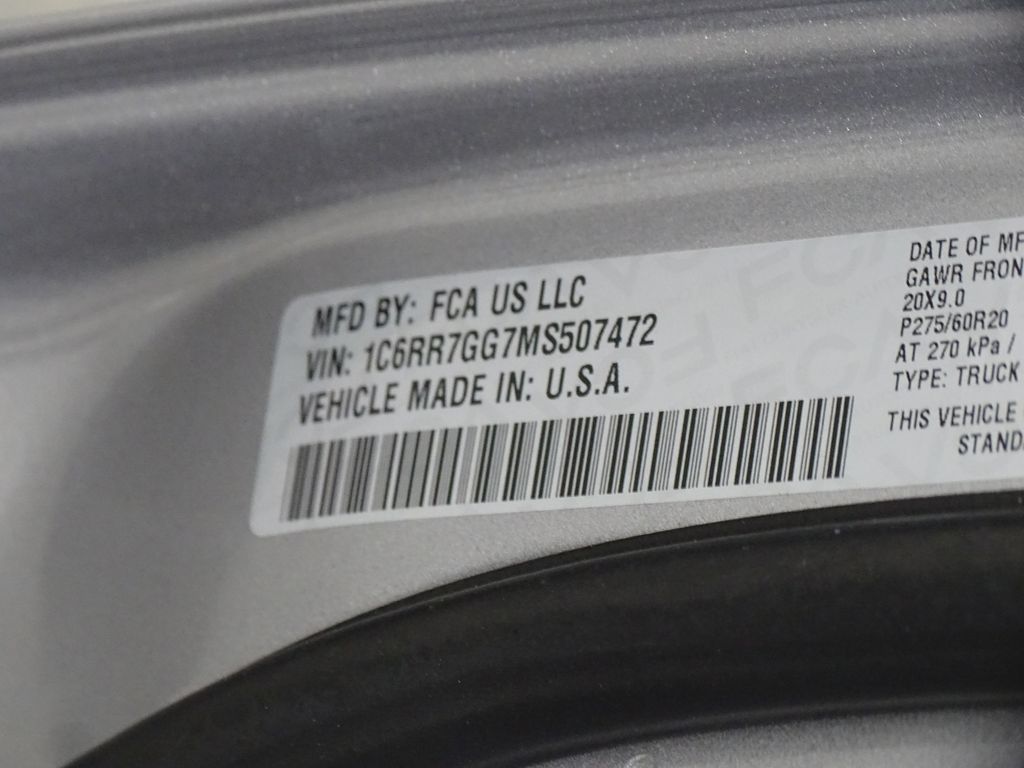 MFD BY: FCA US LLC
VIN: 1C6RR7GG7MS507472
VEHICLE MADE IN: U.S.A.
DATE OF MF
GAWR FRON
20X9.0
P275/60R20
AT 270 kPa /
TYPE: TRUCK
THIS VEHICLE
STAND